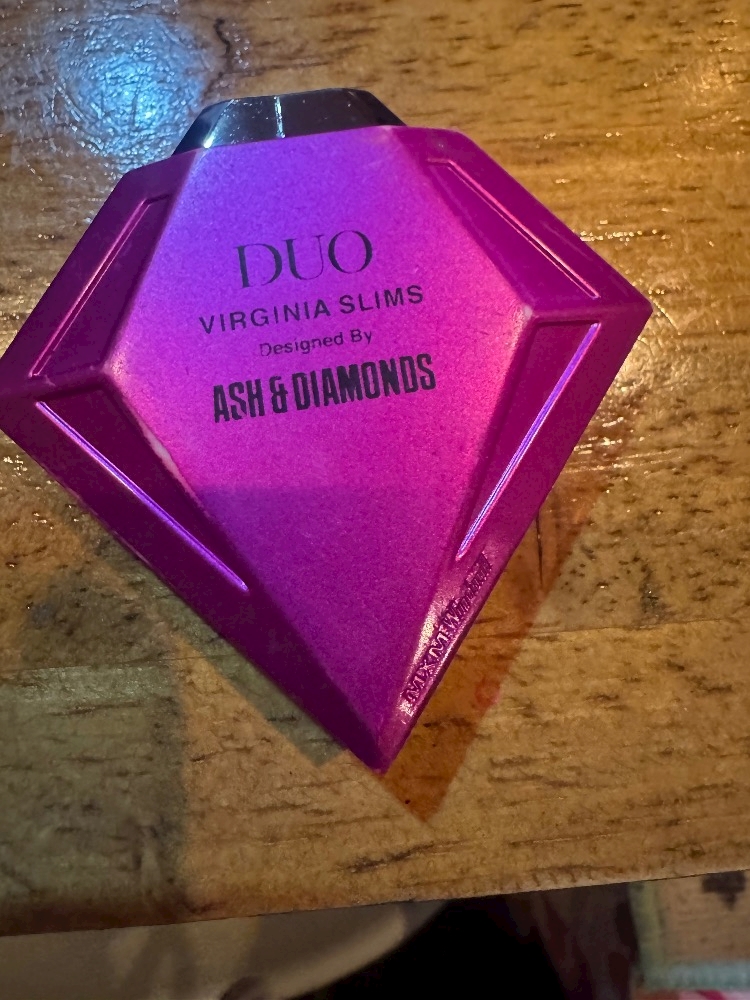 DUO
VIRGINIA SLIMS
Designed By
ASH & DIAMONDS